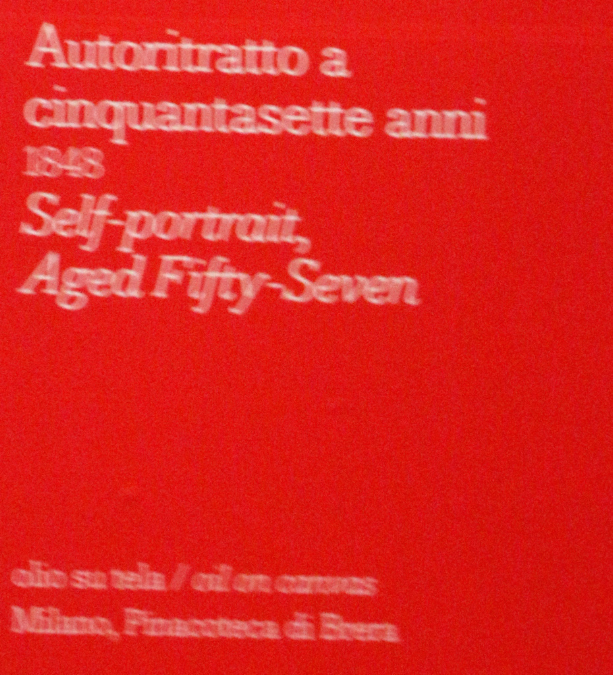 Autoritratto a
cinquantasette anni
1848
Self-portrait,
Aged Fifty-Seven
olio su tela / oil on canvas
Milano, Pinacoteca di Brera